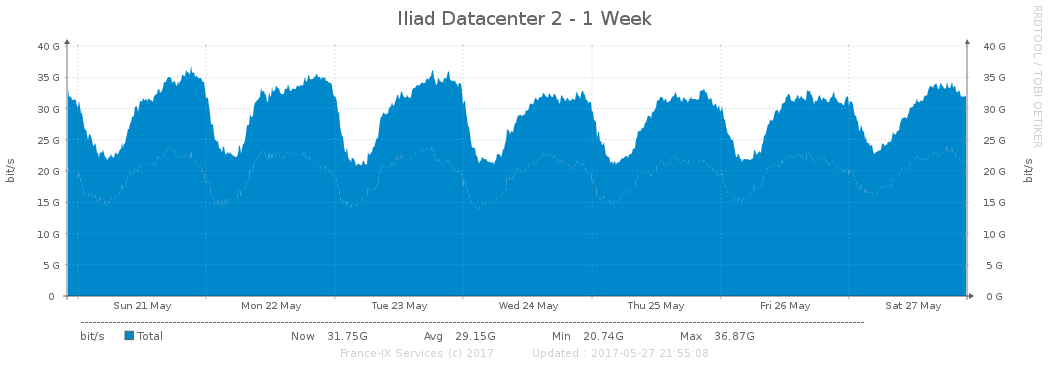 Iliad Datacenter 2 - 1 Week
RRDTOOL / TOBI OETIKER
40 G 40 G
35 G 35 G
30 G 30 G
25 G 25 G
20 G 20 G
15 G 15 G
10 G 10 G
5 G 5 G
0 0 G
bit/s bit/s
Sun 21 May Mon 22 May Tue 23 May Wed 24 May Thu 25 May Fri 26 May Sat 27 May
bit/s Total Now 31.75G Avg 29.15G Min 20.74G Max 36.87G
France-IX Services (c) 2017 Updated : 2017-05-27 21:55:08